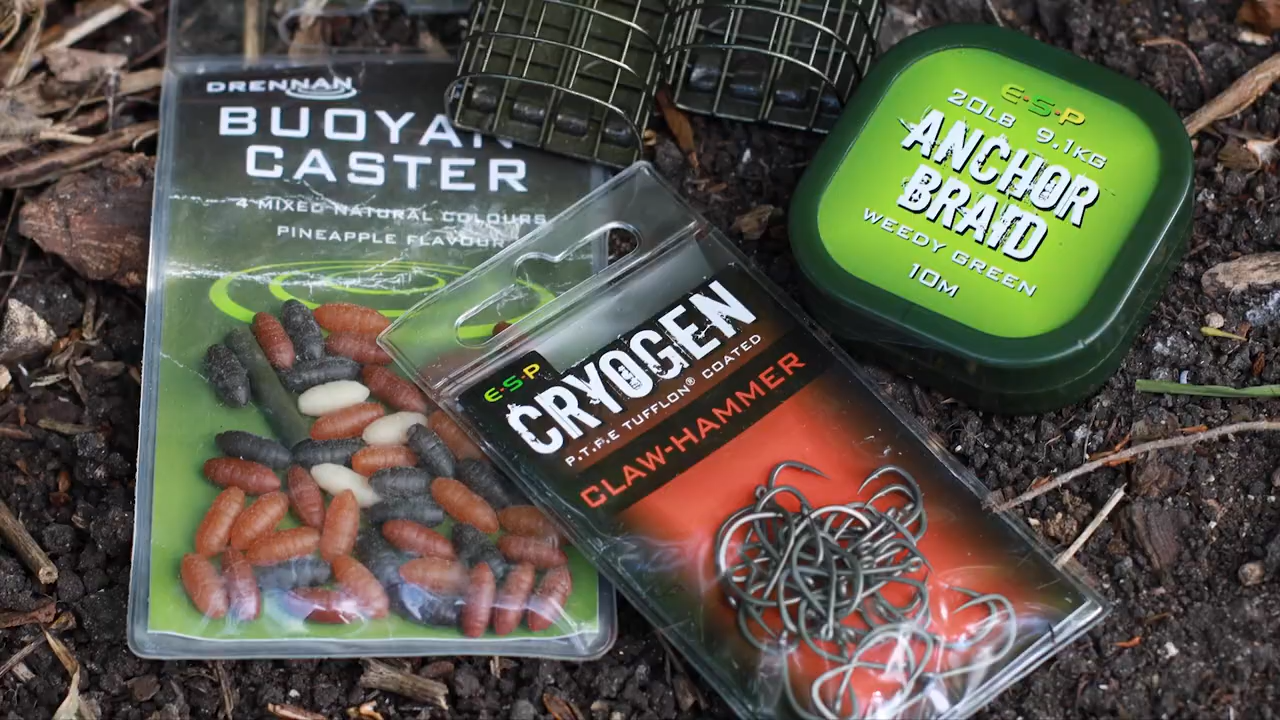 DRENNAN
BUOYAN
CASTER
4 MIXED NATURAL COLOURS
PINEAPPLE FLAVOUR
E·S·P
CRYOGEN
P.T.F.E TUFFLON® COATED
CLAW-HAMMER
E·S·P
20LB 9.1KG
ANCHOR
BRAID
WEEDY GREEN
10M